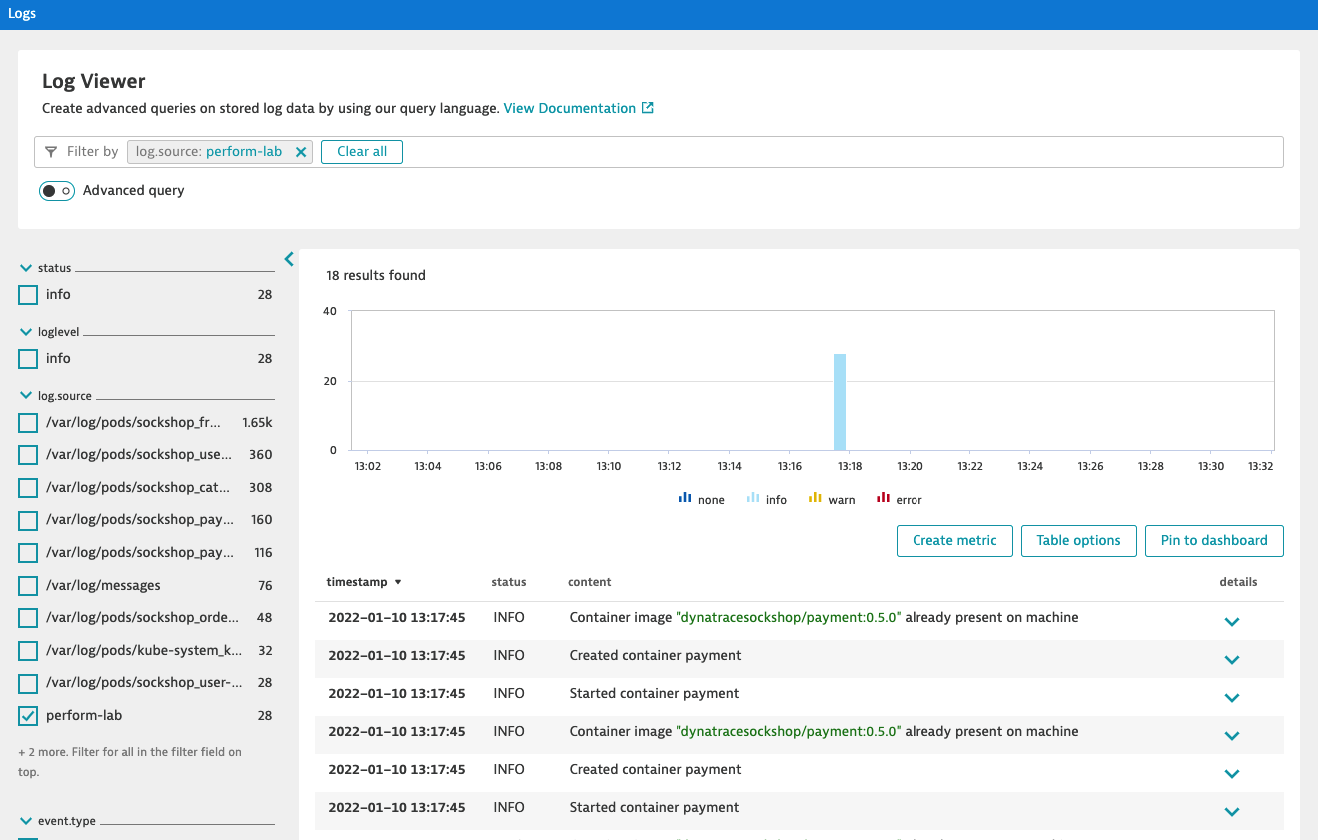 Logs
Log Viewer
Create advanced queries on stored log data by using our query language. View Documentation
Filter by log.source: perform-lab Clear all
Advanced query
status
info 28
loglevel
info 28
log.source
/var/log/pods/sockshop_fr... 1.65k
/var/log/pods/sockshop_use... 360
/var/log/pods/sockshop_cat... 308
/var/log/pods/sockshop_pay... 160
/var/log/pods/sockshop_pay... 116
/var/log/messages 76
/var/log/pods/sockshop_orde... 48
/var/log/pods/kube-system_k... 32
/var/log/pods/sockshop_user-... 28
perform-lab 28
+ 2 more. Filter for all in the filter field on
top.
event.type
18 results found
40
20
0
13:02 13:04 13:06 13:08 13:10 13:12 13:14 13:16 13:18 13:20 13:22 13:24 13:26 13:28 13:30 13:32
none info warn error
Create metric Table options Pin to dashboard
timestamp status content details
2022-01-10 13:17:45 INFO Container image "dynatracesockshop/payment:0.5.0" already present on machine
2022-01-10 13:17:45 INFO Created container payment
2022-01-10 13:17:45 INFO Started container payment
2022-01-10 13:17:45 INFO Container image "dynatracesockshop/payment:0.5.0" already present on machine
2022-01-10 13:17:45 INFO Created container payment
2022-01-10 13:17:45 INFO Started container payment